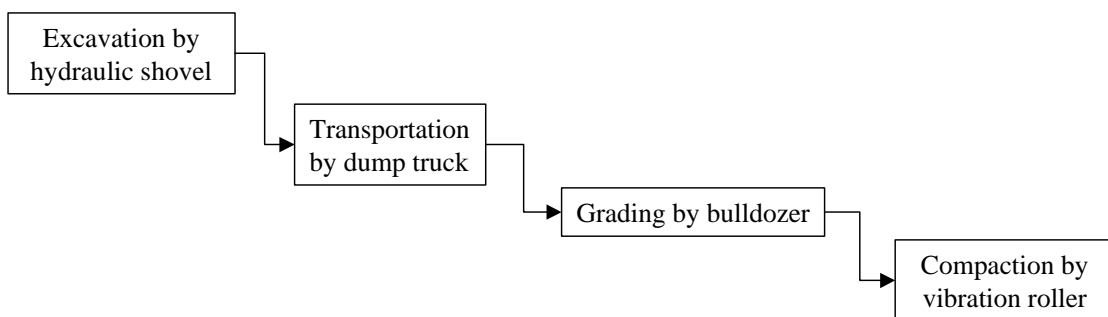 Excavation by
hydraulic shovel
Transportation
by dump truck
Grading by bulldozer
Compaction by
vibration roller